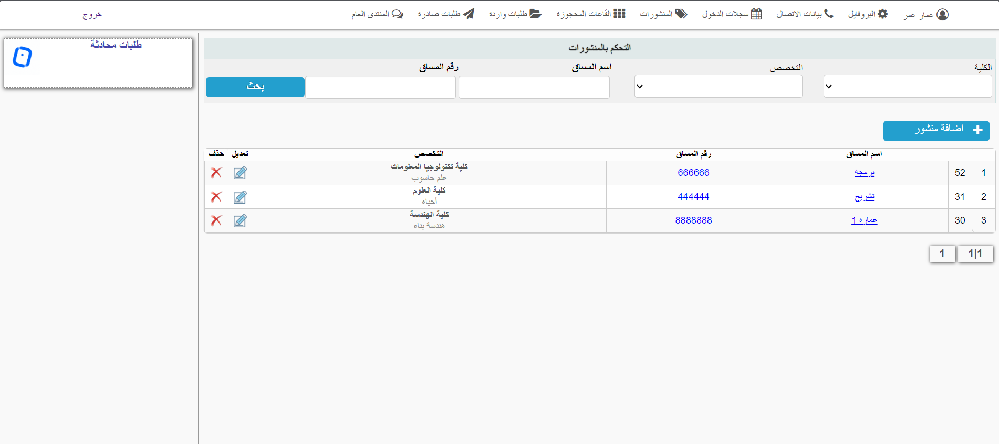 عمار عمر البروفايل بيانات الاتصال سجلات الدخول المنشورات القاعات المحجوزة طلبات واردة طلبات صادرة المنتدى العام خروج
التحكم بالمنشورات
الكلية التخصص اسم المساق رقم المساق
بحث
اضافة منشور
اسم المساق رقم المساق التخصص تعديل حذف
1 52 برمجه 666666 كلية تكنولوجيا المعلومات
علم حاسوب
2 31 تشريح 444444 كلية العلوم
أحياء
3 30 عماره 1 8888888 كلية الهندسة
هندسة بناء
1|1 1
طلبات محادثة